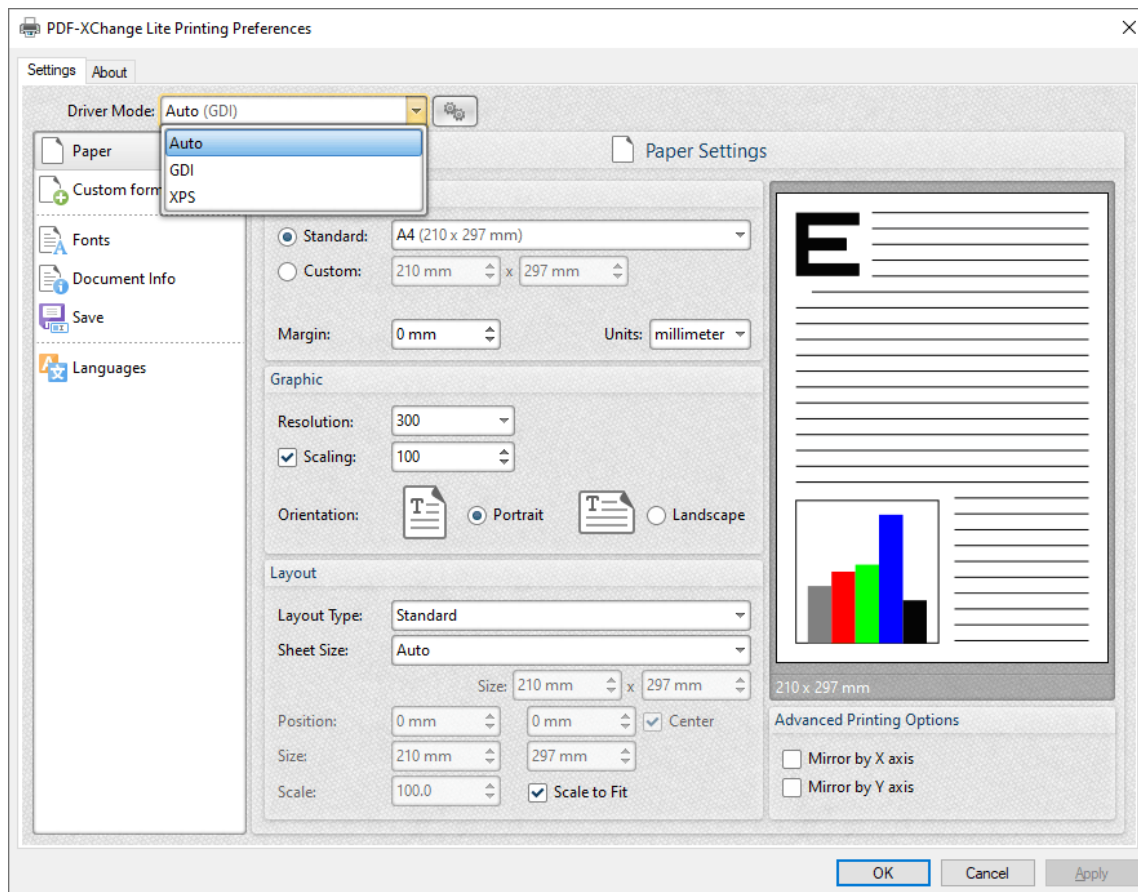 PDF-XChange Lite Printing Preferences
Settings About
Driver Mode: Auto (GDI)
Auto
GDI
XPS
Paper
Custom form
Fonts
Document Info
Save
Languages
Paper Settings
Standard: A4 (210 x 297 mm)
Custom: 210 mm x 297 mm
Margin: 0 mm Units: millimeter
Graphic
Resolution: 300
Scaling: 100
Orientation: T Portrait T Landscape
Layout
Layout Type: Standard
Sheet Size: Auto
Size: 210 mm x 297 mm
Position: 0 mm 0 mm Center
Size: 210 mm 297 mm
Scale: 100.0 Scale to Fit
E
210 x 297 mm
Advanced Printing Options
Mirror by X axis
Mirror by Y axis
OK Cancel Apply